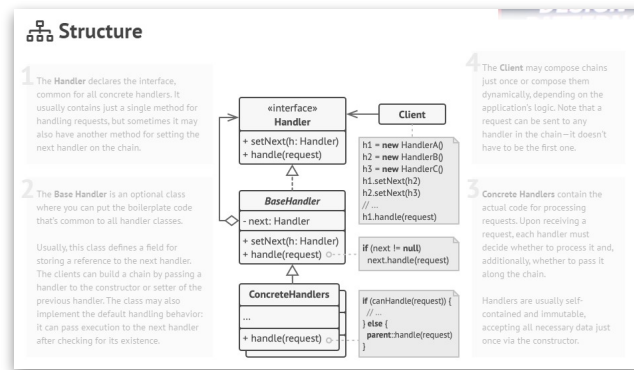 Structure
1
The Handler declares the interface,
common for all concrete handlers. It
usually contains just a single method for
handling requests, but sometimes it may
also have another method for setting the
next handler on the chain.
2
The Base Handler is an optional class
where you can put the boilerplate code
that's common to all handler classes.
Usually, this class defines a field for
storing a reference to the next handler.
The clients can build a chain by passing a
handler to the constructor or setter of the
previous handler. The class may also
implement the default handling behavior:
it can pass execution to the next handler
after checking for its existence.
«interface»
Handler
+ setNext(h: Handler)
+ handle(request)
BaseHandler
- next: Handler
+ setNext(h: Handler)
+ handle(request)
ConcreteHandlers
...
+ handle(request)
Client
h1 = new HandlerA()
h2 = new HandlerB()
h3 = new HandlerC()
h1.setNext(h2)
h2.setNext(h3)
// ...
h1.handle(request)
if (next != null)
next.handle(request)
if (canHandle(request)) {
// ...
} else {
parent::handle(request)
}
4
The Client may compose chains
just once or compose them
dynamically, depending on the
application's logic. Note that a
request can be sent to any
handler in the chain—it doesn't
have to be the first one.
3
Concrete Handlers contain the
actual code for processing
requests. Upon receiving a
request, each handler must
decide whether to process it and,
additionally, whether to pass it
along the chain.
Handlers are usually self-
contained and immutable,
accepting all necessary data just
once via the constructor.